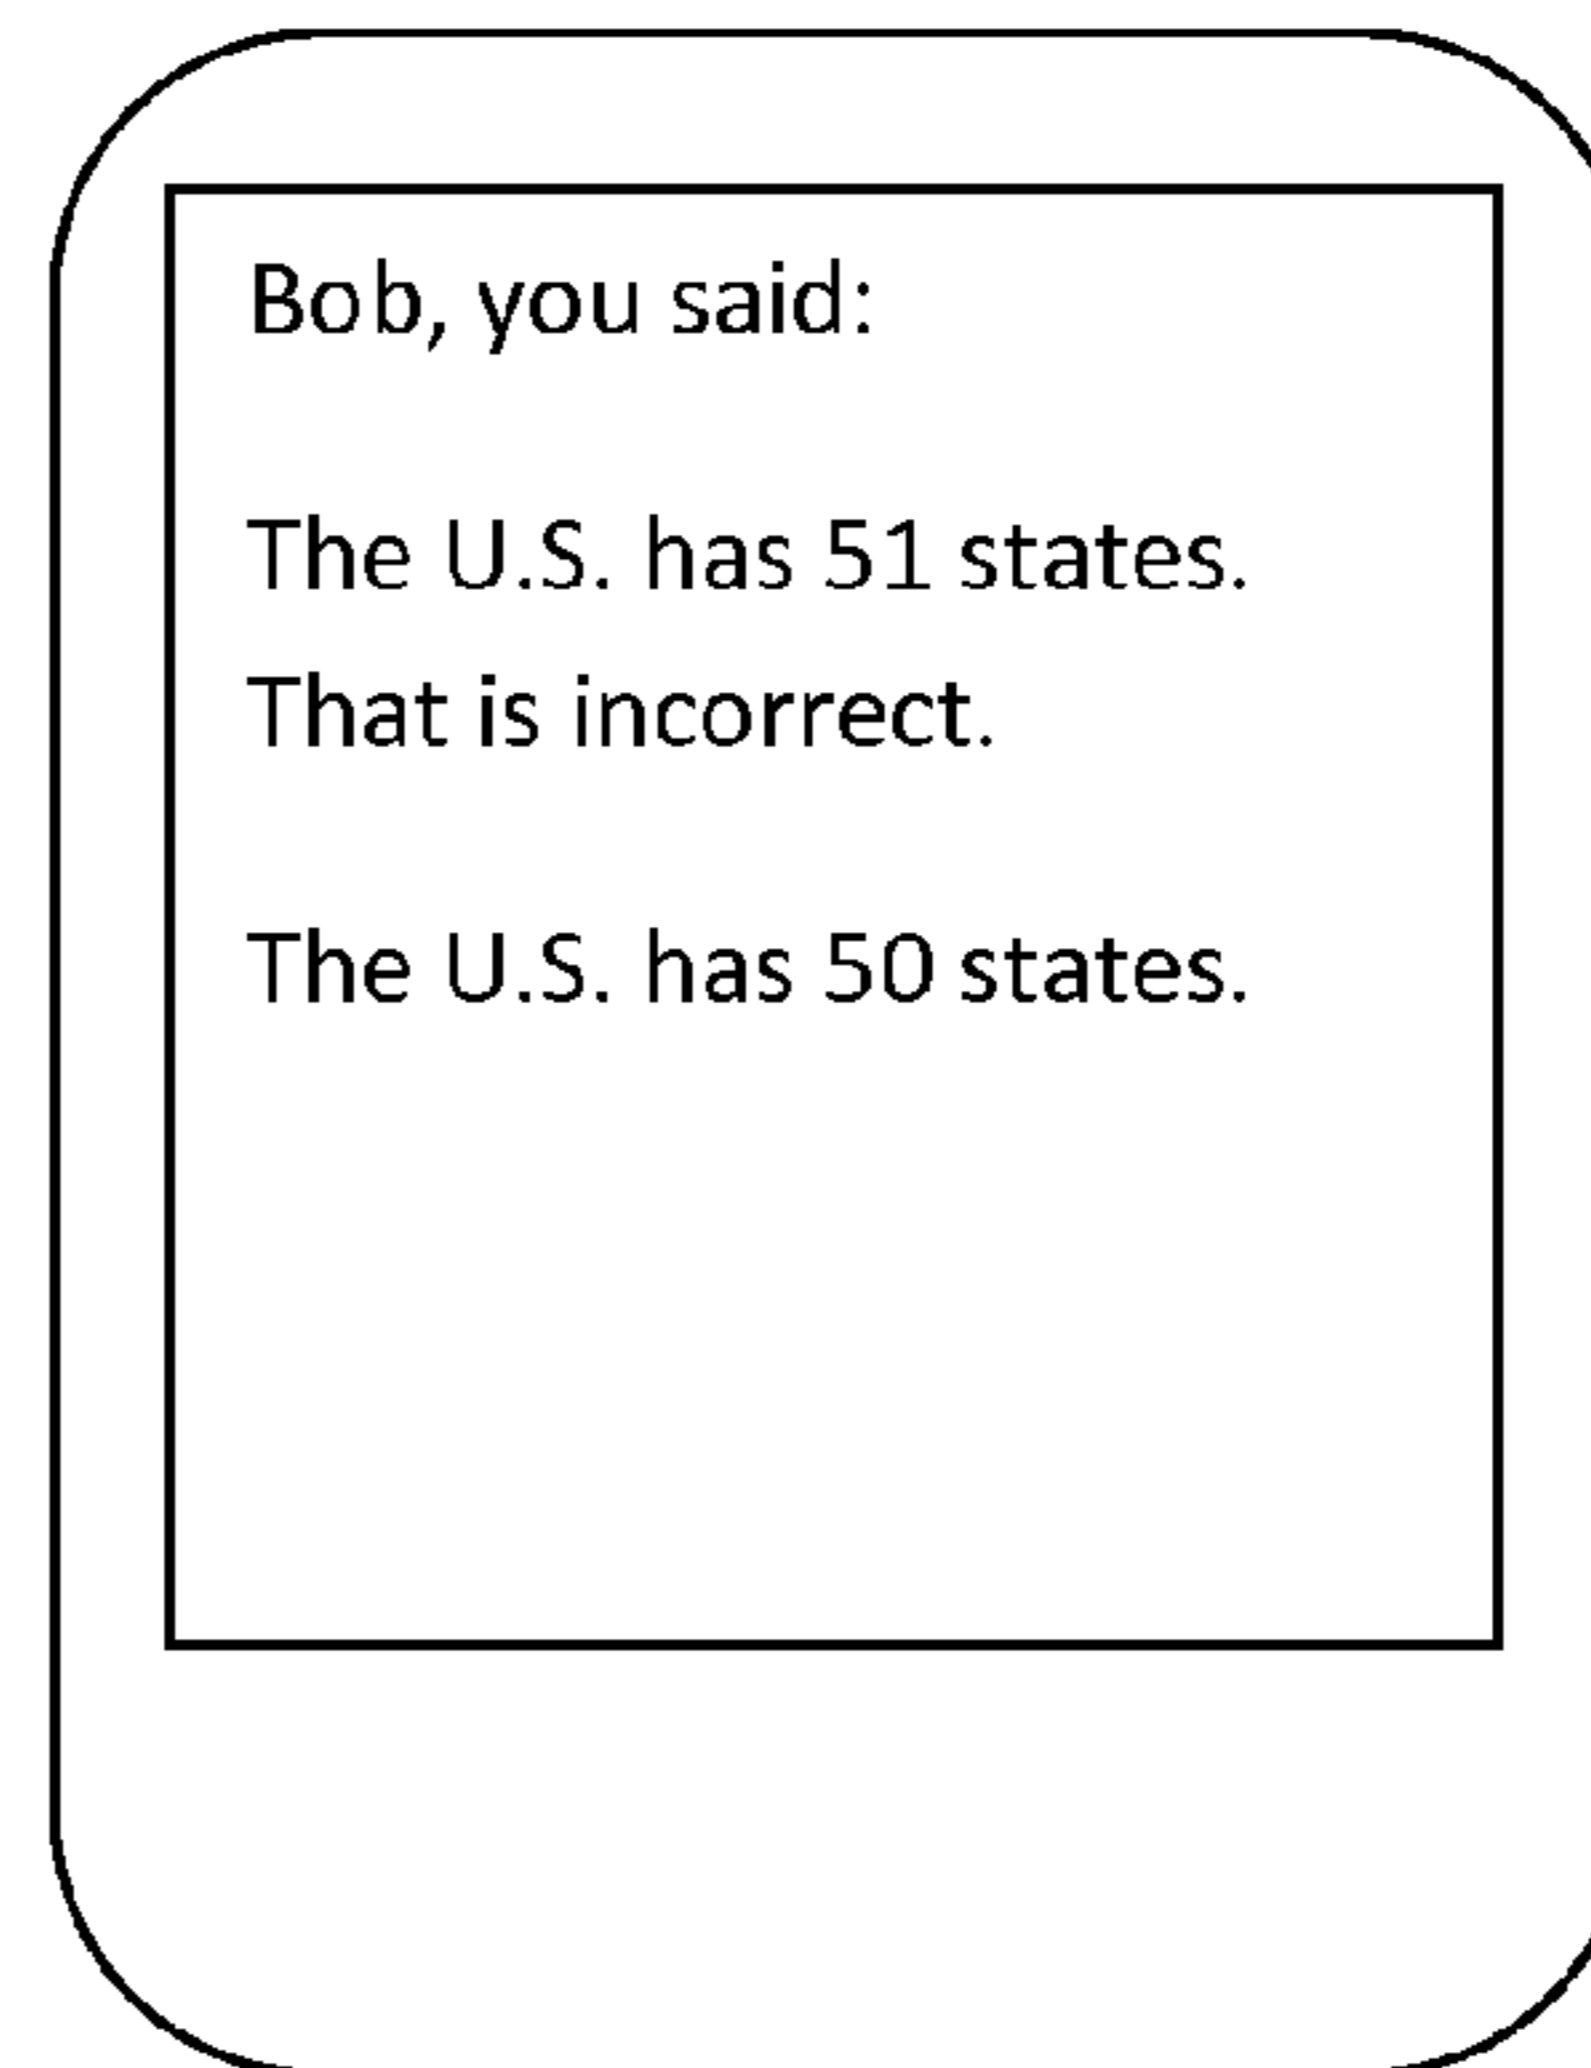 Bob, you said:
The U.S. has 51 states.
That is incorrect.
The U.S. has 50 states.